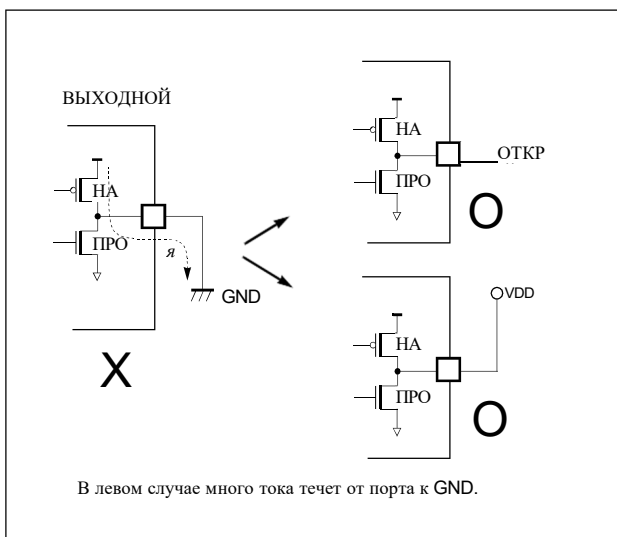 ВЫХОДНОЙ
НА
ПРО
я
GND
X
НА
ПРО
ОТКР
O
VDD
НА
ПРО
O
В левом случае много тока течет от порта к GND.